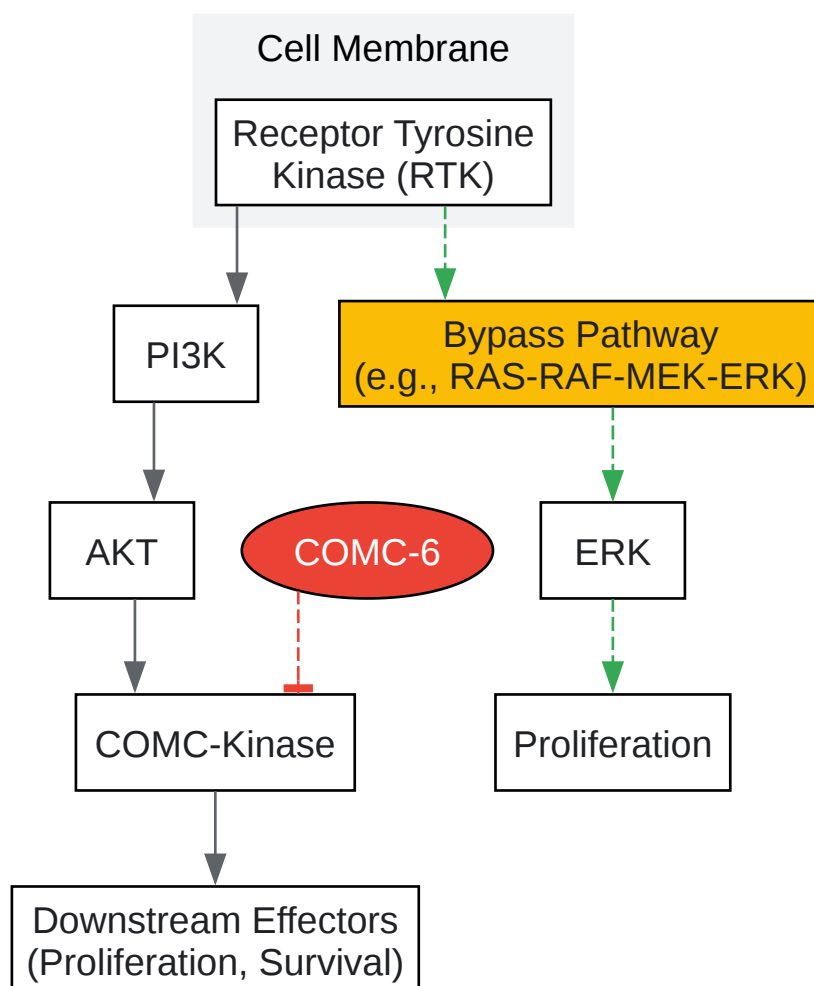 Cell Membrane
Receptor Tyrosine
Kinase (RTK)
PI3K
Bypass Pathway
(e.g., RAS-RAF-MEK-ERK)
AKT
COMC-6
ERK
COMC-Kinase
Proliferation
Downstream Effectors
(Proliferation, Survival)